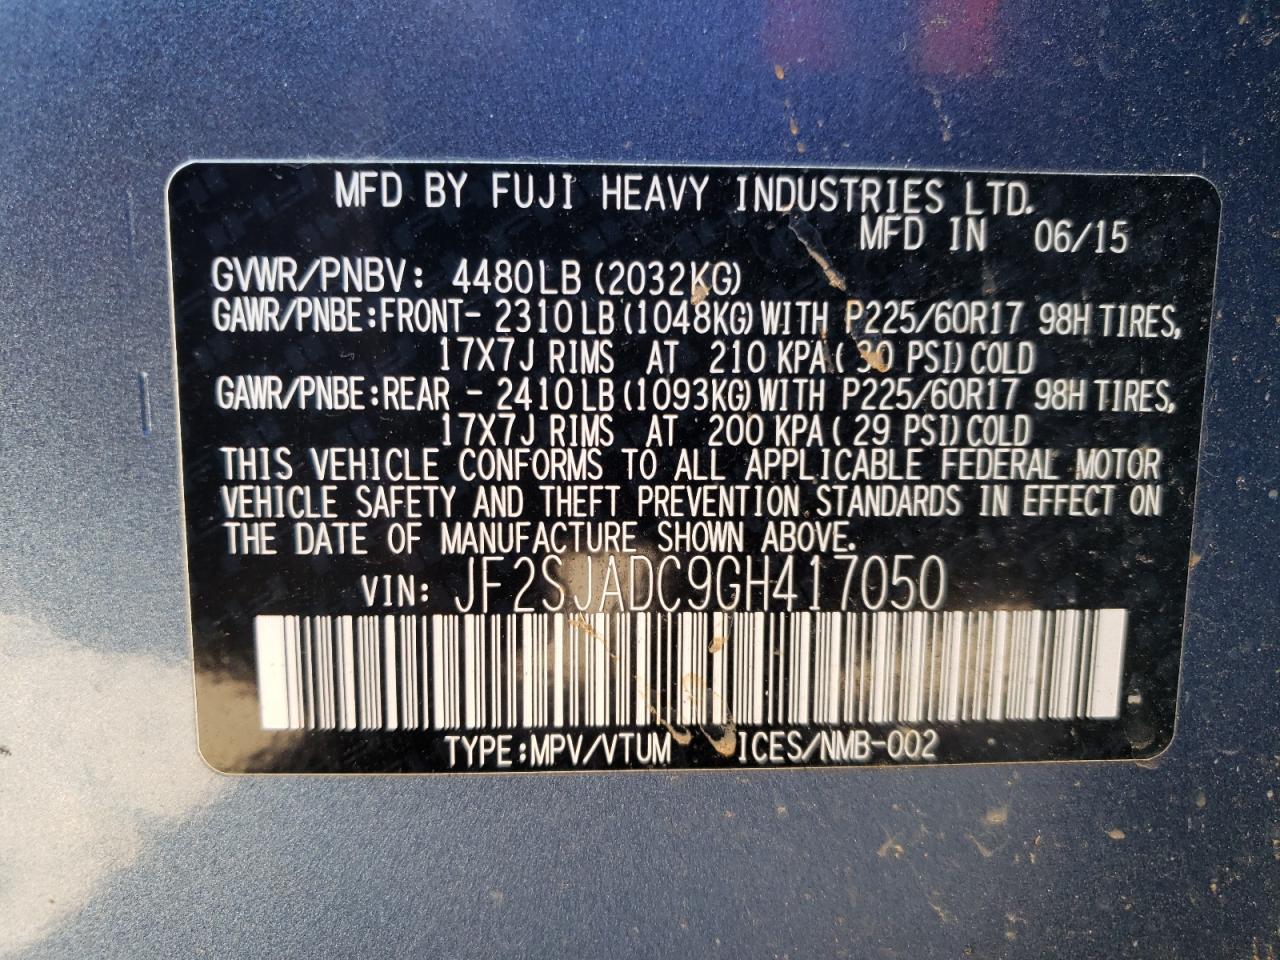 MFD BY FUJI HEAVY INDUSTRIES LTD.
MFD IN 06/15
GVWR/PNBV: 4480LB (2032KG)
GAWR/PNBE:FRONT- 2310LB(1048KG)WITH P225/60R17 98H TIRES,
17X7J RIMS AT 210 KPA(30 PSI)COLD
GAWR/PNBE:REAR - 2410LB(1093KG)WITH P225/60R17 98H TIRES,
17X7J RIMS AT 200 KPA(29 PSI)COLD
THIS VEHICLE CONFORMS TO ALL APPLICABLE FEDERAL MOTOR
VEHICLE SAFETY AND THEFT PREVENTION STANDARDS IN EFFECT ON
THE DATE OF MANUFACTURE SHOWN ABOVE.
VIN: JF2SJADC9GH417050
TYPE:MPV/VTUM ICES/NMB-002